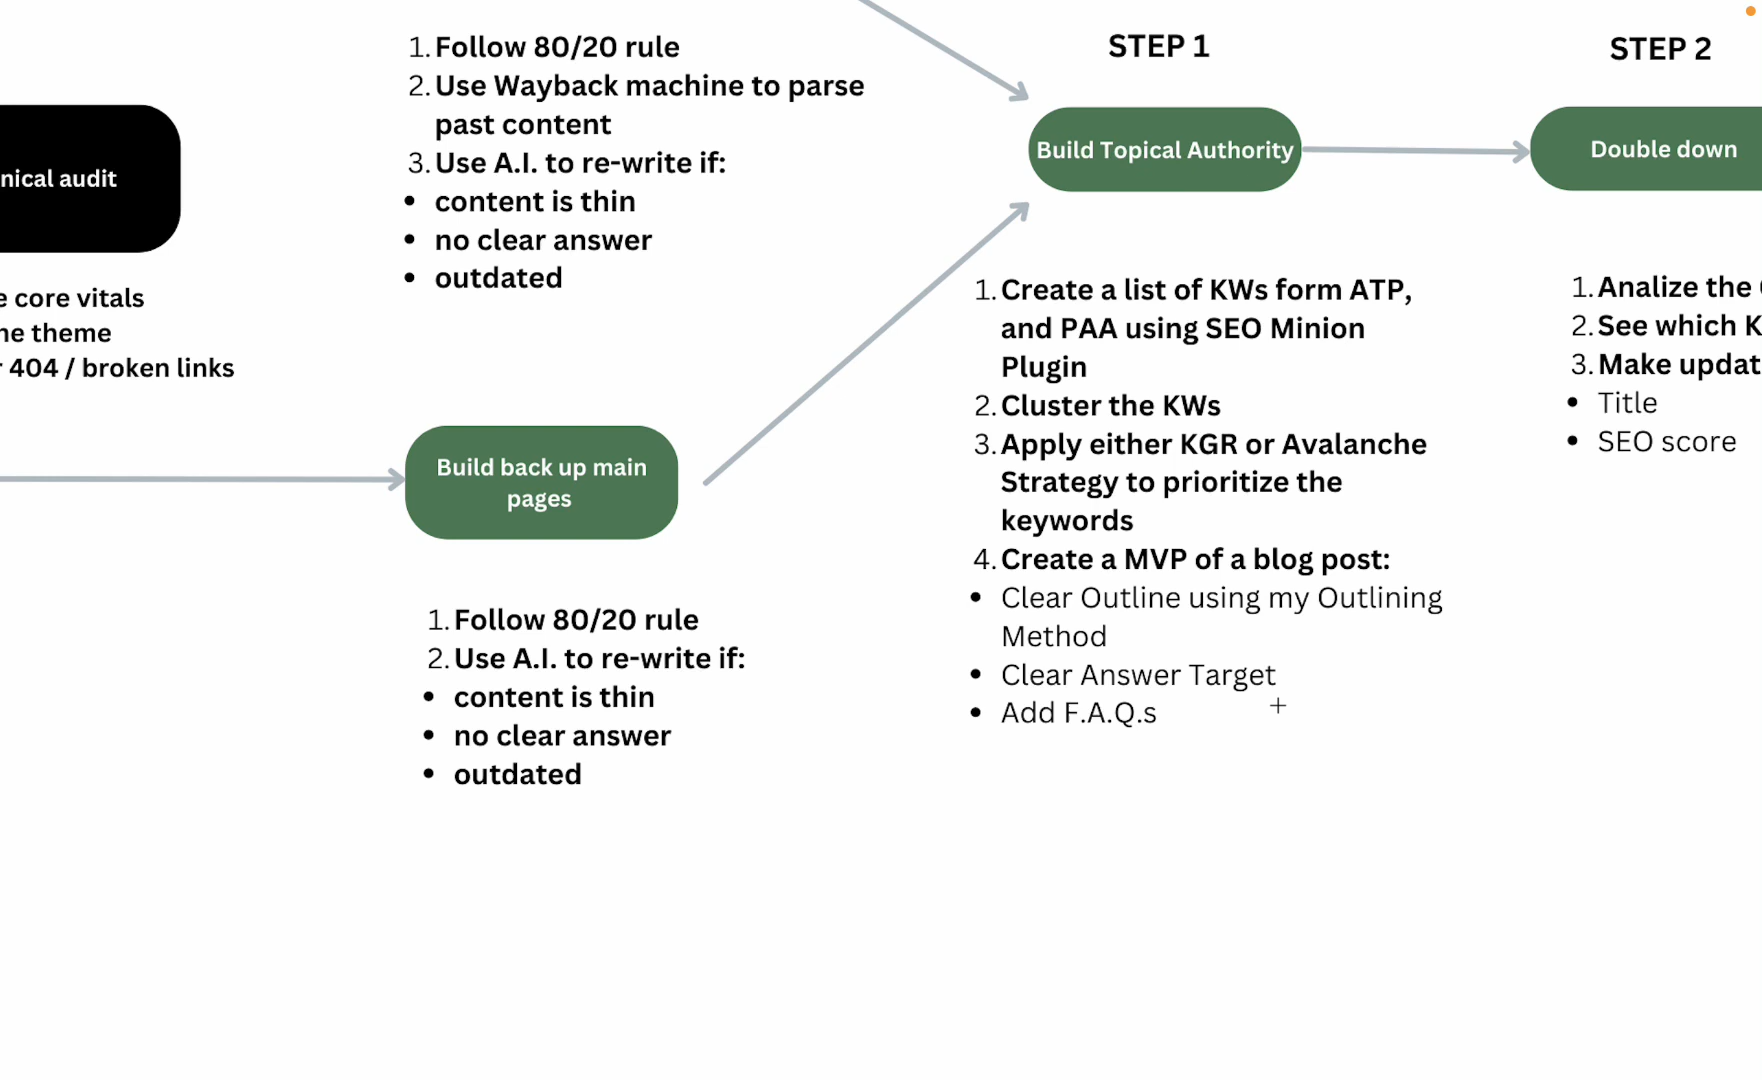 nical audit
e core vitals
ne theme
404 / broken links
1. Follow 80/20 rule
2. Use Wayback machine to parse
past content
3. Use A.I. to re-write if:
• content is thin
• no clear answer
• outdated
Build back up main
pages
1. Follow 80/20 rule
2. Use A.I. to re-write if:
• content is thin
• no clear answer
• outdated
STEP 1
Build Topical Authority
1. Create a list of KWs form ATP,
and PAA using SEO Minion
Plugin
2. Cluster the KWs
3. Apply either KGR or Avalanche
Strategy to prioritize the
keywords
4. Create a MVP of a blog post:
• Clear Outline using my Outlining
Method
• Clear Answer Target
• Add F.A.Q.s
STEP 2
Double down
1. Analize the
2. See which K
3. Make updat
• Title
• SEO score